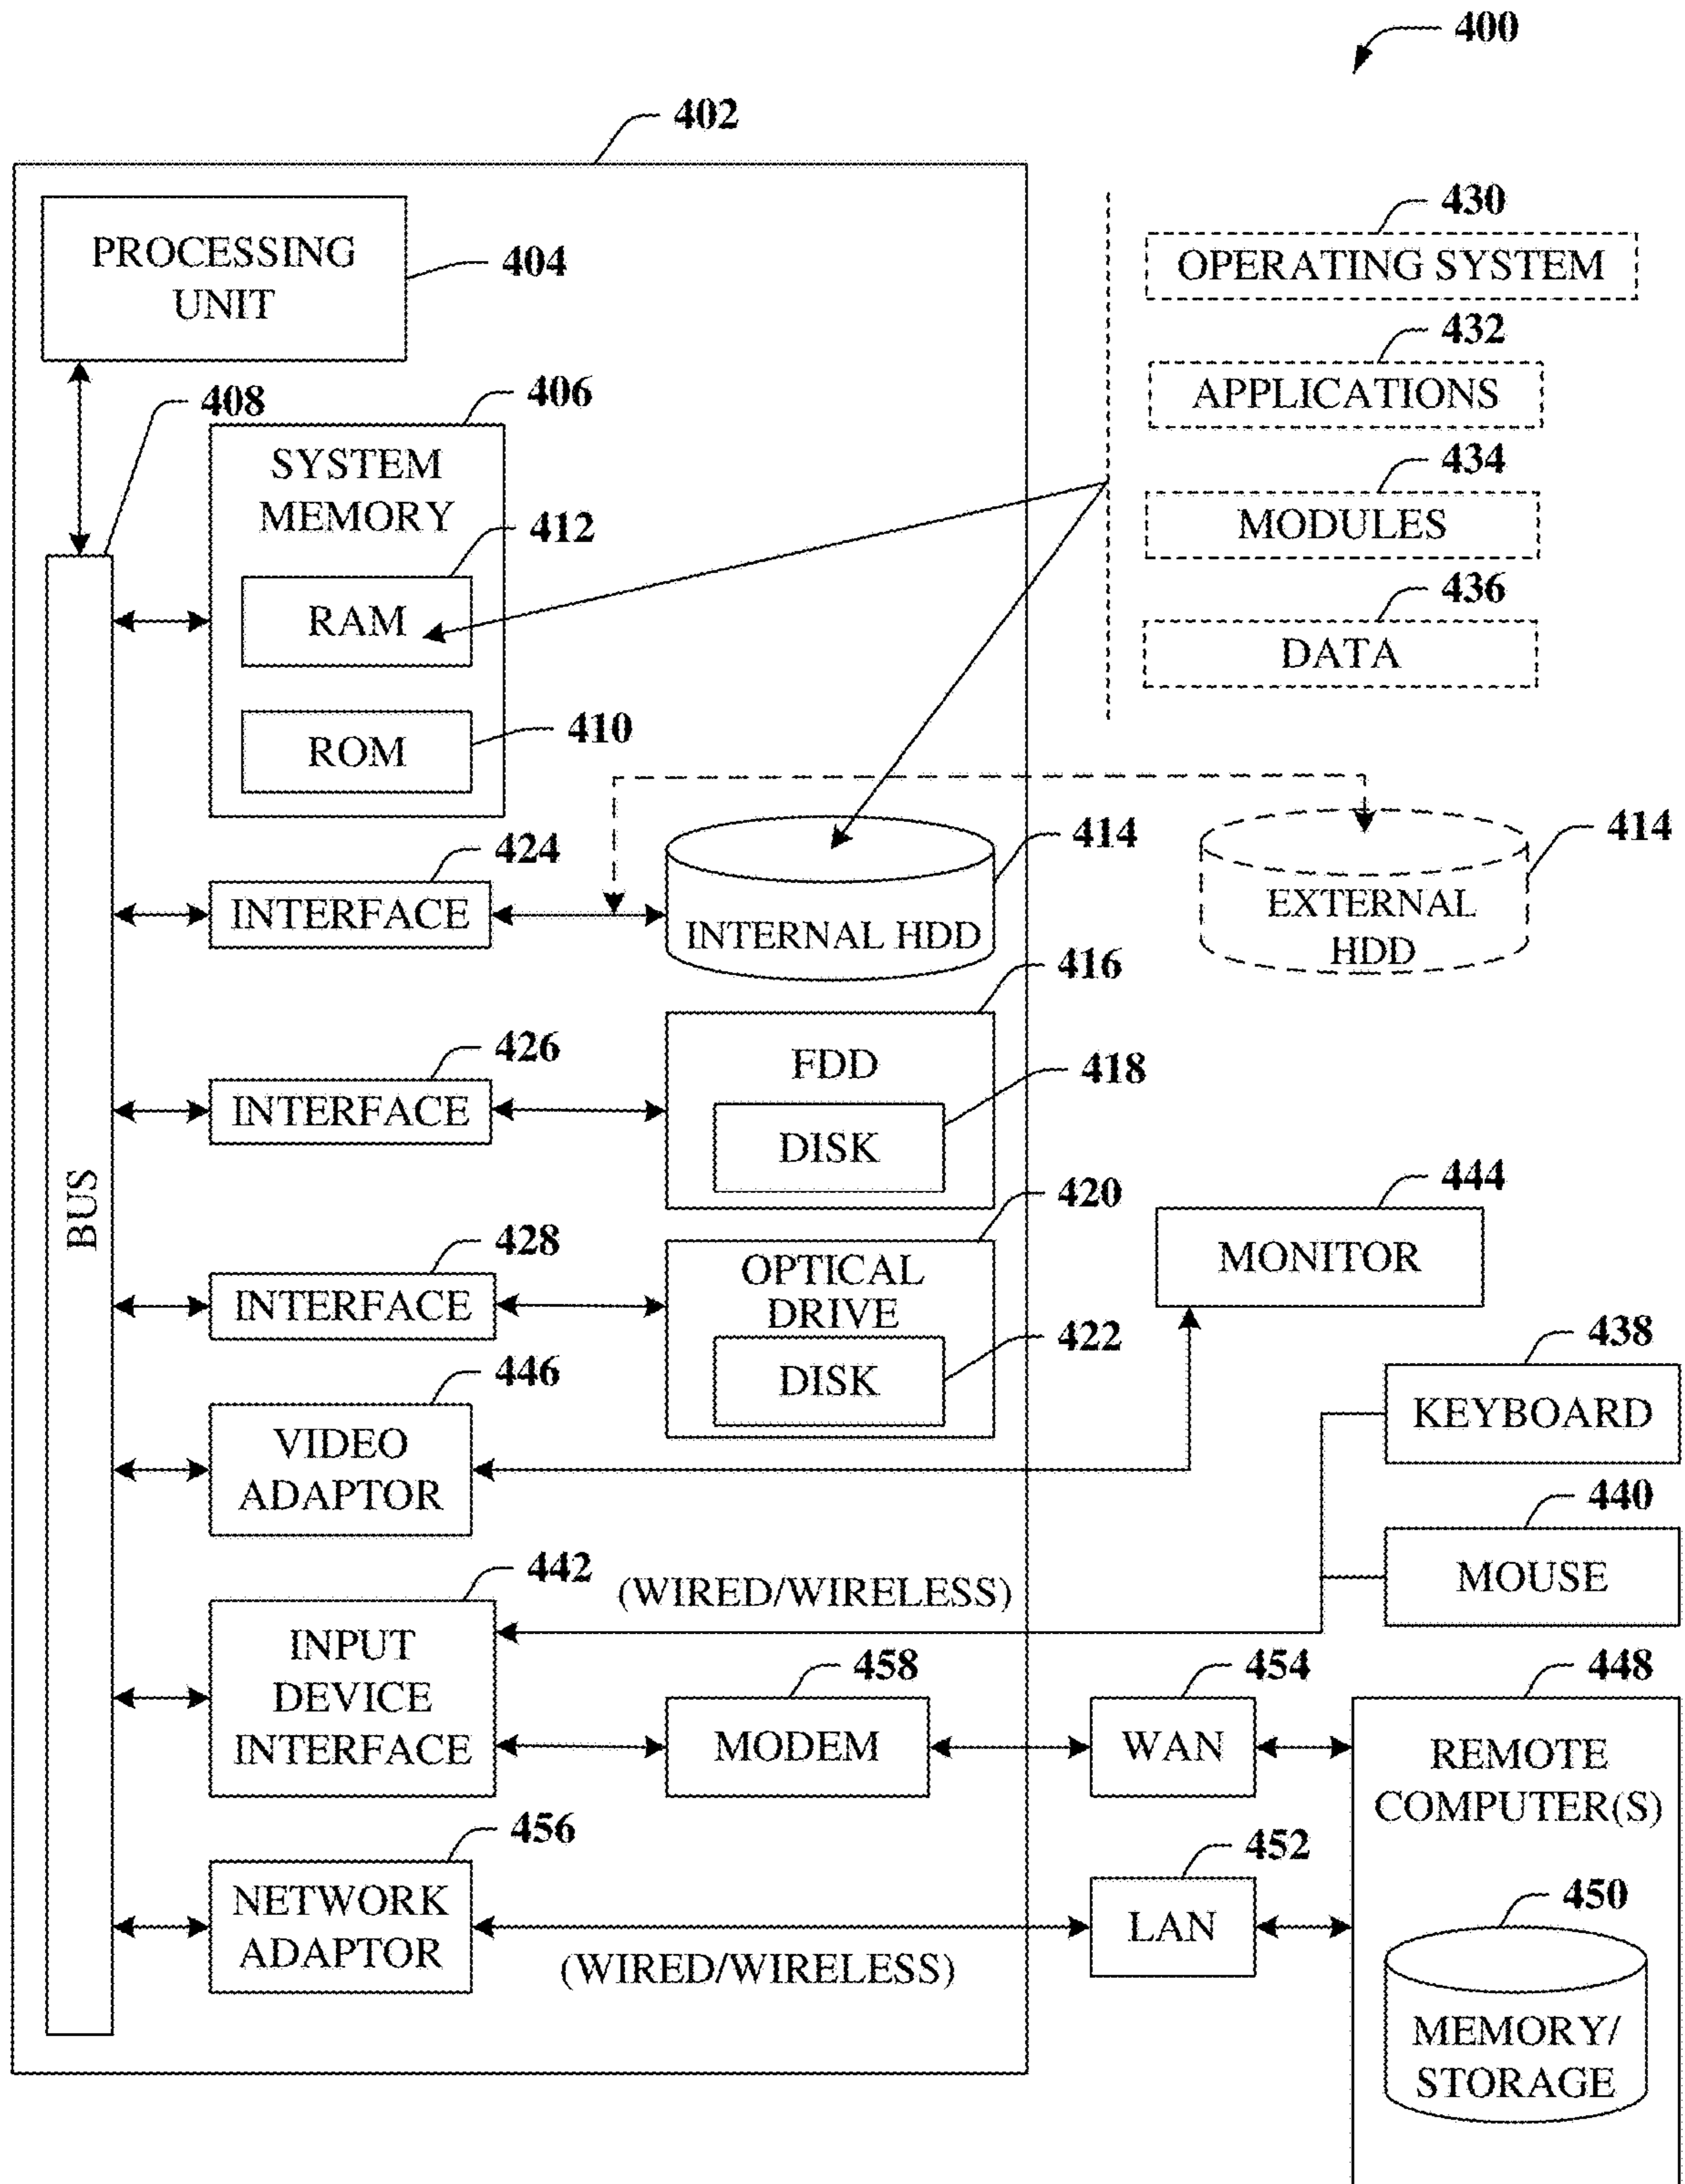 400
402
PROCESSING
UNIT
404
430
OPERATING SYSTEM
432
APPLICATIONS
434
MODULES
436
DATA
408
406
SYSTEM
MEMORY
412
RAM
410
ROM
BUS
424
INTERFACE
414
INTERNAL HDD
414
EXTERNAL
HDD
426
INTERFACE
416
FDD
418
DISK
428
INTERFACE
420
OPTICAL
DRIVE
422
DISK
444
MONITOR
446
VIDEO
ADAPTOR
438
KEYBOARD
440
MOUSE
442
INPUT
DEVICE
INTERFACE
(WIRED/WIRELESS)
458
MODEM
454
WAN
448
REMOTE
COMPUTER(S)
456
NETWORK
ADAPTOR
(WIRED/WIRELESS)
452
LAN
450
MEMORY/
STORAGE